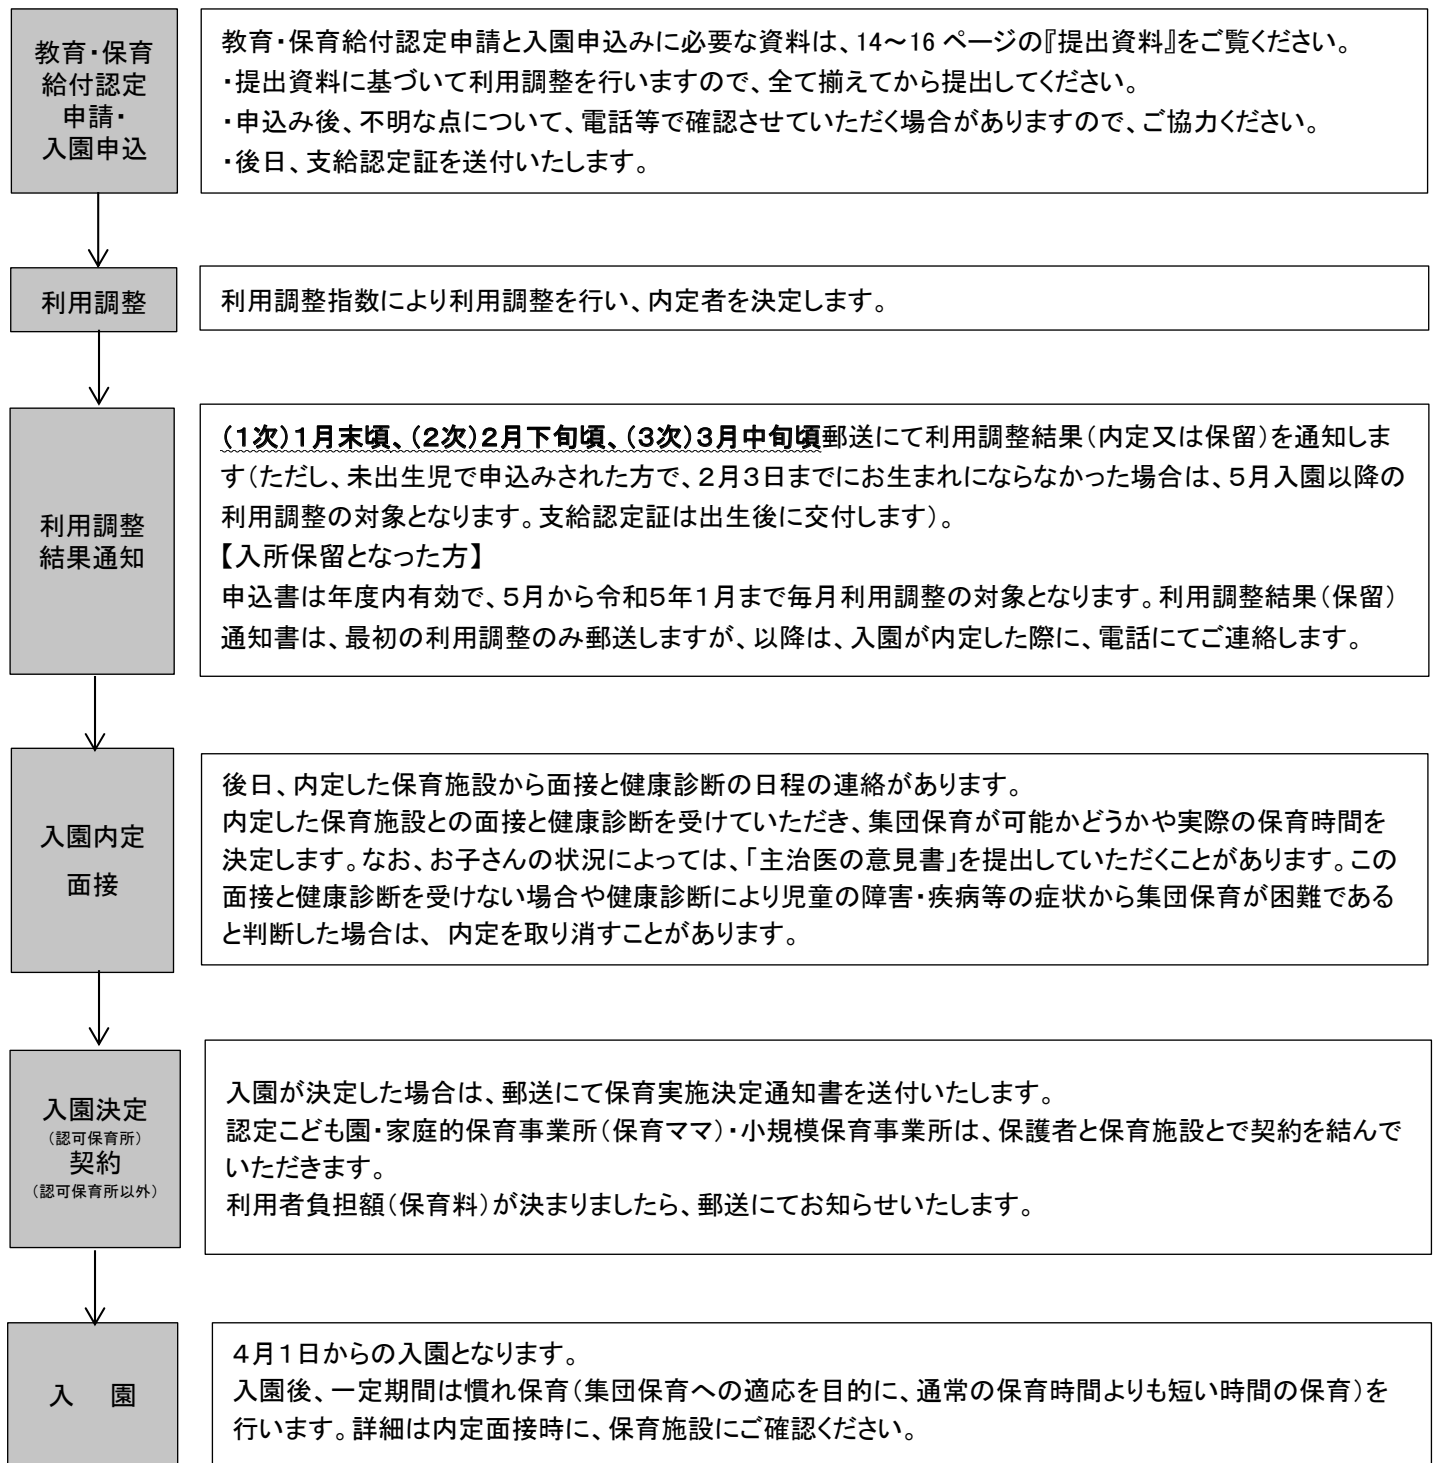 教育・保育
給付認定
申請・
入園申込
教育・保育給付認定申請と入園申込みに必要な資料は、14～16 ページの『提出資料』をご覧ください。
・提出資料に基づいて利用調整を行いますので、全て揃えてから提出してください。
・申込み後、不明な点について、電話等で確認させていただく場合がありますので、ご協力ください。
・後日、支給認定証を送付いたします。
利用調整
利用調整指数により利用調整を行い、内定者を決定します。
利用調整
結果通知
（１次）１月末頃、（２次）２月下旬頃、（３次）３月中旬頃郵送にて利用調整結果（内定又は保留）を通知しま
す（ただし、未出生児で申込みされた方で、２月３日までにお生まれにならなかった場合は、５月入園以降の
利用調整の対象となります。支給認定証は出生後に交付します）。
【入所保留となった方】
申込書は年度内有効で、５月から令和５年１月まで毎月利用調整の対象となります。利用調整結果（保留）
通知書は、最初の利用調整のみ郵送しますが、以降は、入園が内定した際に、電話にてご連絡します。
入園内定
面接
後日、内定した保育施設から面接と健康診断の日程の連絡があります。
内定した保育施設との面接と健康診断を受けていただき、集団保育が可能かどうかや実際の保育時間を
決定します。なお、お子さんの状況によっては、「主治医の意見書」を提出していただくことがあります。この
面接と健康診断を受けない場合や健康診断により児童の障害・疾病等の症状から集団保育が困難である
と判断した場合は、 内定を取り消すことがあります。
入園決定
（認可保育所）
契約
（認可保育所以外）
入園が決定した場合は、郵送にて保育実施決定通知書を送付いたします。
認定こども園・家庭的保育事業所（保育ママ）・小規模保育事業所は、保護者と保育施設とで契約を結んで
いただきます。
利用者負担額（保育料）が決まりましたら、郵送にてお知らせいたします。
入　園
４月１日からの入園となります。
入園後、一定期間は慣れ保育（集団保育への適応を目的に、通常の保育時間よりも短い時間の保育）を
行います。詳細は内定面接時に、保育施設にご確認ください。